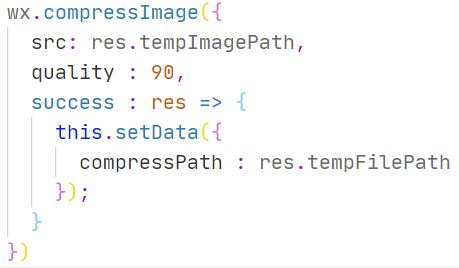 wx.compressImage({
  src: res.tempImagePath,
  quality : 90,
  success : res => {
    this.setData({
      compressPath : res.tempFilePath
    });
  }
})